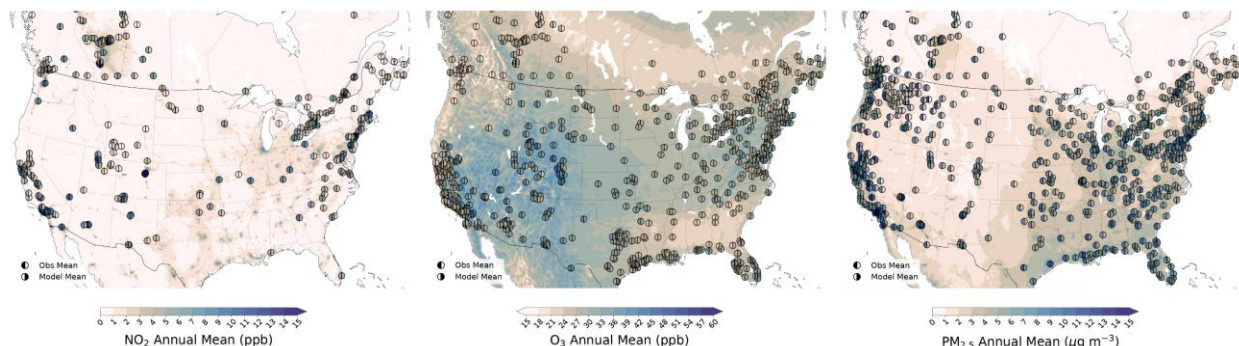 Obs Mean
Model Mean
0 1 2 3 4 5 6 7 8 9 10 11 12 13 14 15
NO₂ Annual Mean (ppb)
Obs Mean
Model Mean
15 18 21 24 27 30 33 36 39 42 45 48 51 54 57 60
O₃ Annual Mean (ppb)
Obs Mean
Model Mean
0 1 2 3 4 5 6 7 8 9 10 11 12 13 14 15
PM₂.₅ Annual Mean (μg m⁻³)